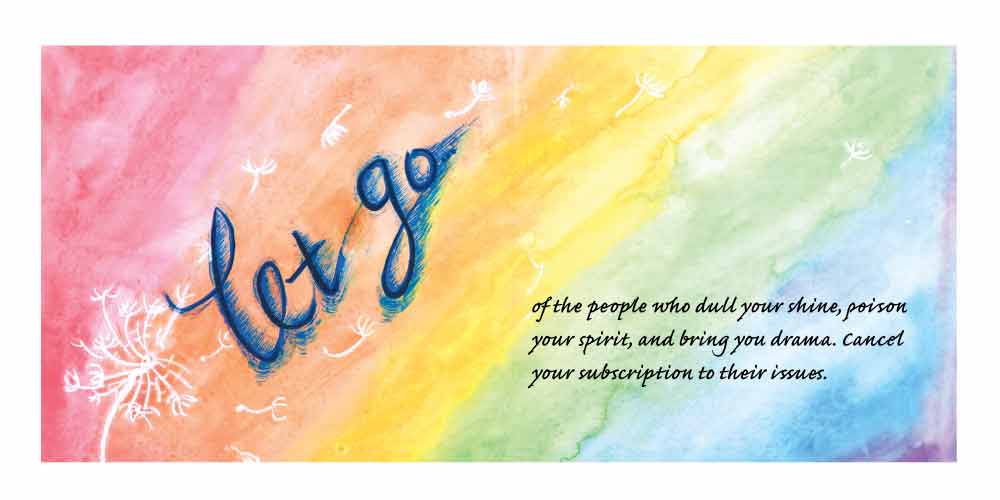 let go
of the people who dull your shine, poison
your spirit, and bring you drama. Cancel
your subscription to their issues.